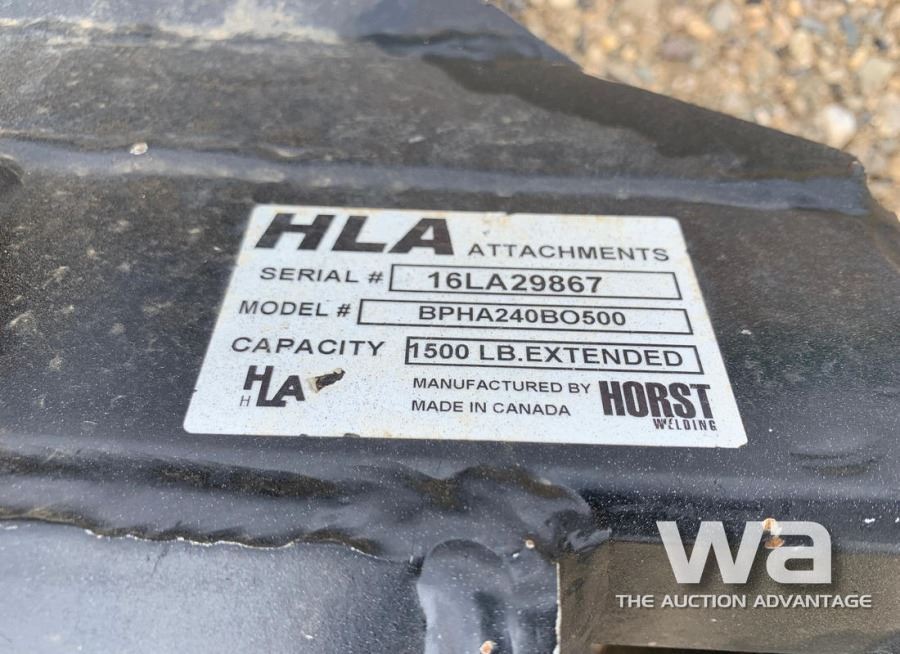 HLA ATTACHMENTS
SERIAL # 16LA29867
MODEL # BPHA240BO500
CAPACITY 1500 LB.EXTENDED
HLA
H
MANUFACTURED BY
MADE IN CANADA
HORST
WELDING
wa
THE AUCTION ADVANTAGE